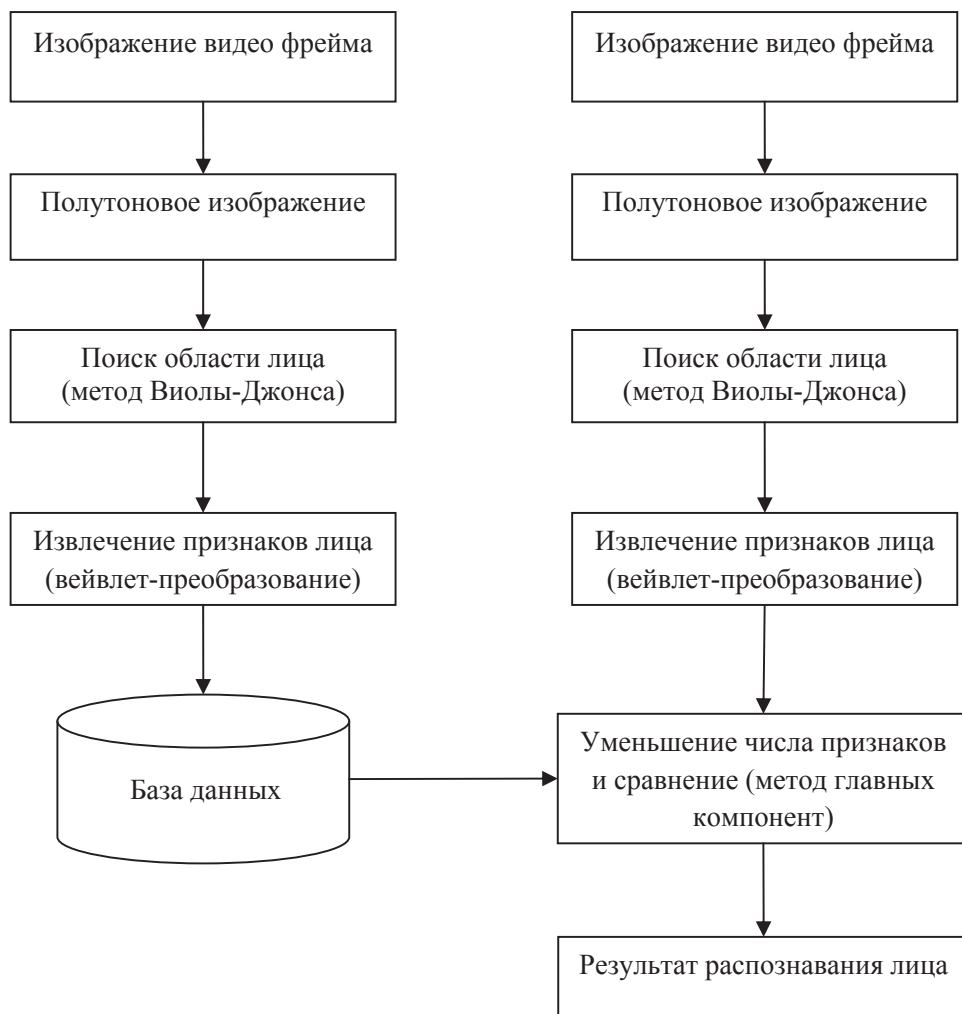 Изображение видео фрейма
Полутоновое изображение
Поиск области лица
(метод Виолы-Джонса)
Извлечение признаков лица
(вейвлет-преобразование)
База данных
Изображение видео фрейма
Полутоновое изображение
Поиск области лица
(метод Виолы-Джонса)
Извлечение признаков лица
(вейвлет-преобразование)
Уменьшение числа признаков
и сравнение (метод главных
компонент)
Результат распознавания лица